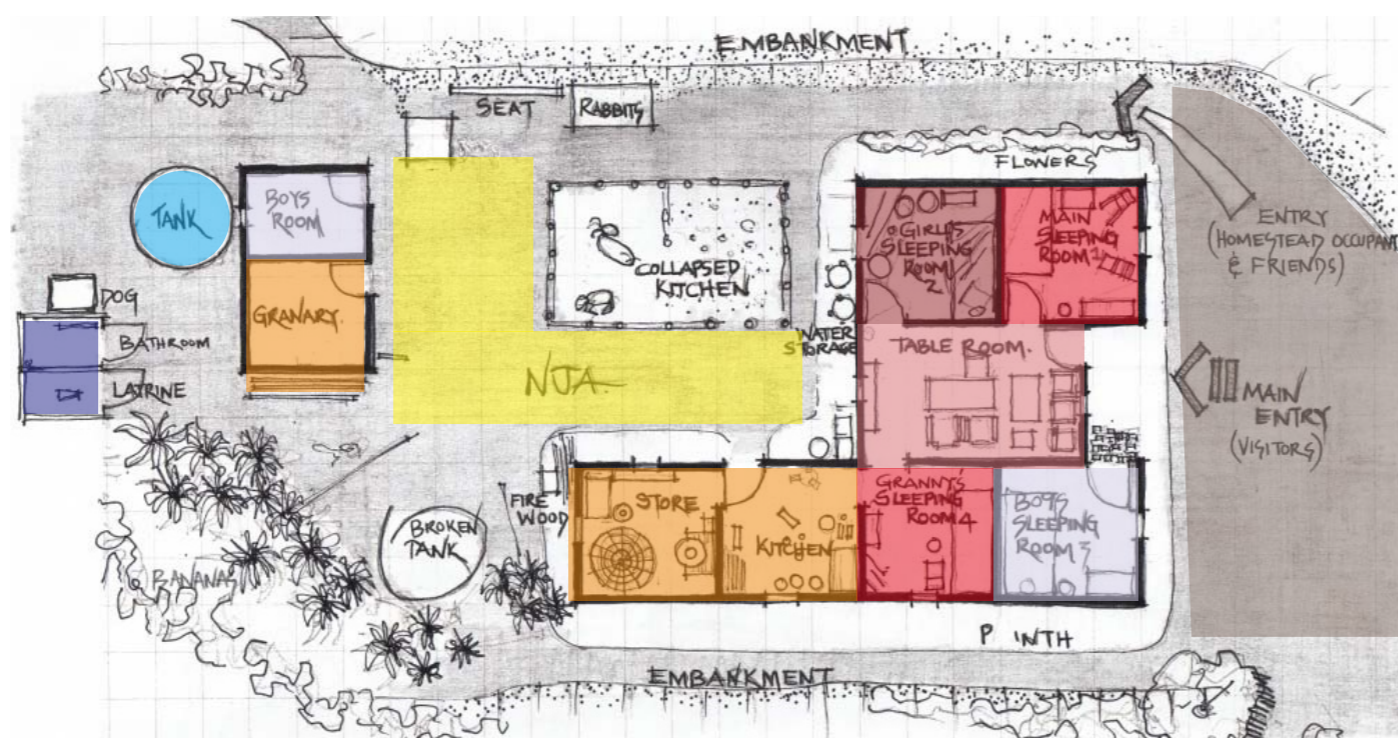 EMBANKMENT
SEAT
RABBITS
FLOWERS
TANK
BOYS
ROOM
ENTRY
(HOMESTEAD OCCUPANT
& FRIENDS)
GIRLS
SLEEPING
ROOM
2
MAIN
SLEEPING
ROOM 1
COLLAPSED
KITCHEN
DOG
GRANARY.
BATHROOM
LATRINE
WATER
STORAGE
TABLE ROOM.
NJA
MAIN
ENTRY
(VISITORS)
FIRE
WOOD
STORE
KITCHEN
GRANNY'S
SLEEPING
ROOM 4
BOYS
SLEEPING
ROOM 3
BROKEN
TANK
BANANAS
P INTH
EMBANKMENT